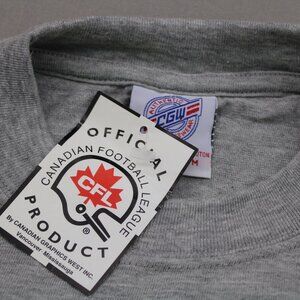 OFFICIAL
CANADIAN FOOTBALL LEAGUE
CFL
PRODUCT
By CANADIAN GRAPHICS WEST INC.
Vancouver Mississauga
CGW
M